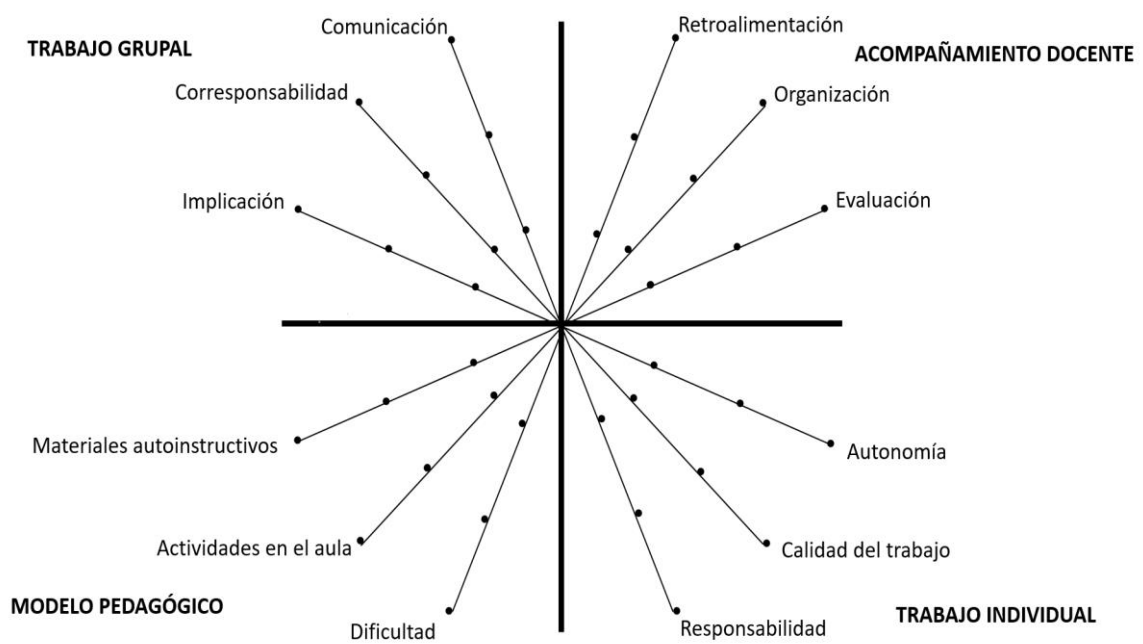 Comunicación
Retroalimentación
TRABAJO GRUPAL
ACOMPAÑAMIENTO DOCENTE
Corresponsabilidad
Organización
Implicación
Evaluación
Materiales autoinstructivos
Autonomía
Actividades en el aula
Calidad del trabajo
MODELO PEDAGÓGICO
TRABAJO INDIVIDUAL
Dificultad
Responsabilidad